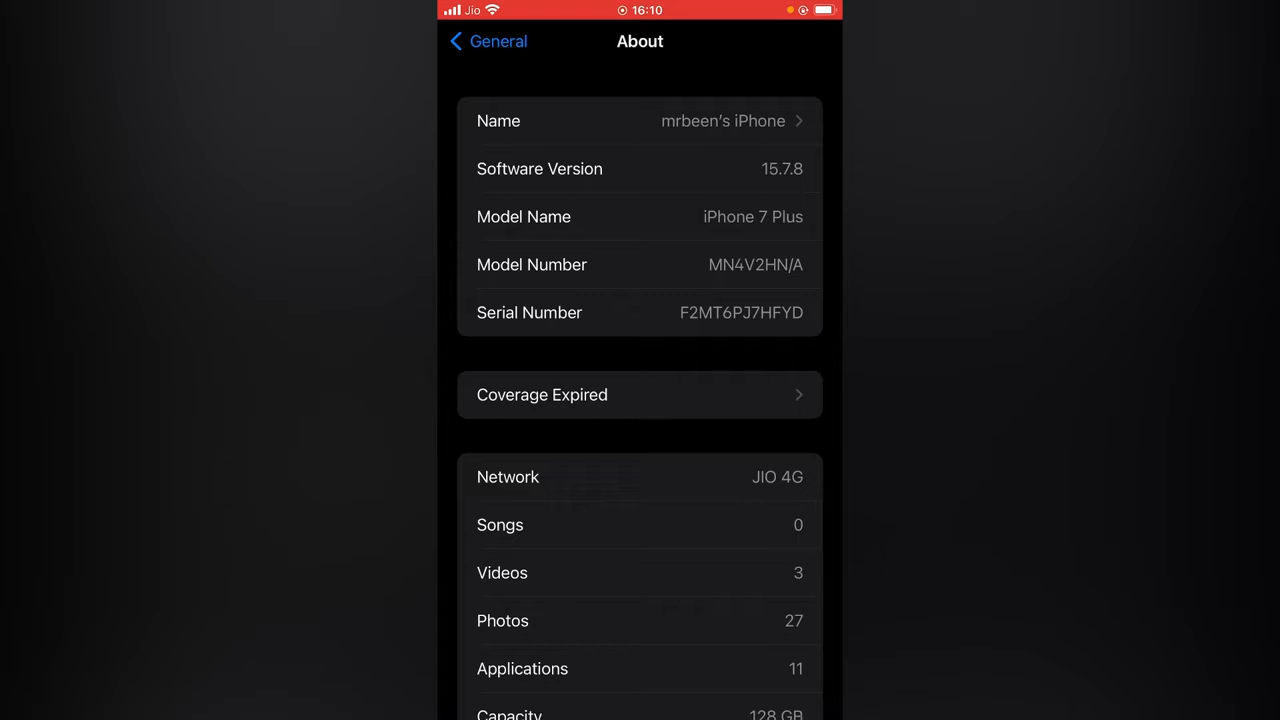 Jio 16:10
General About
Name mrbeen’s iPhone
Software Version 15.7.8
Model Name iPhone 7 Plus
Model Number MN4V2HN/A
Serial Number F2MT6PJ7HFYD
Coverage Expired
Network JIO 4G
Songs 0
Videos 3
Photos 27
Applications 11
Capacity 128 GB